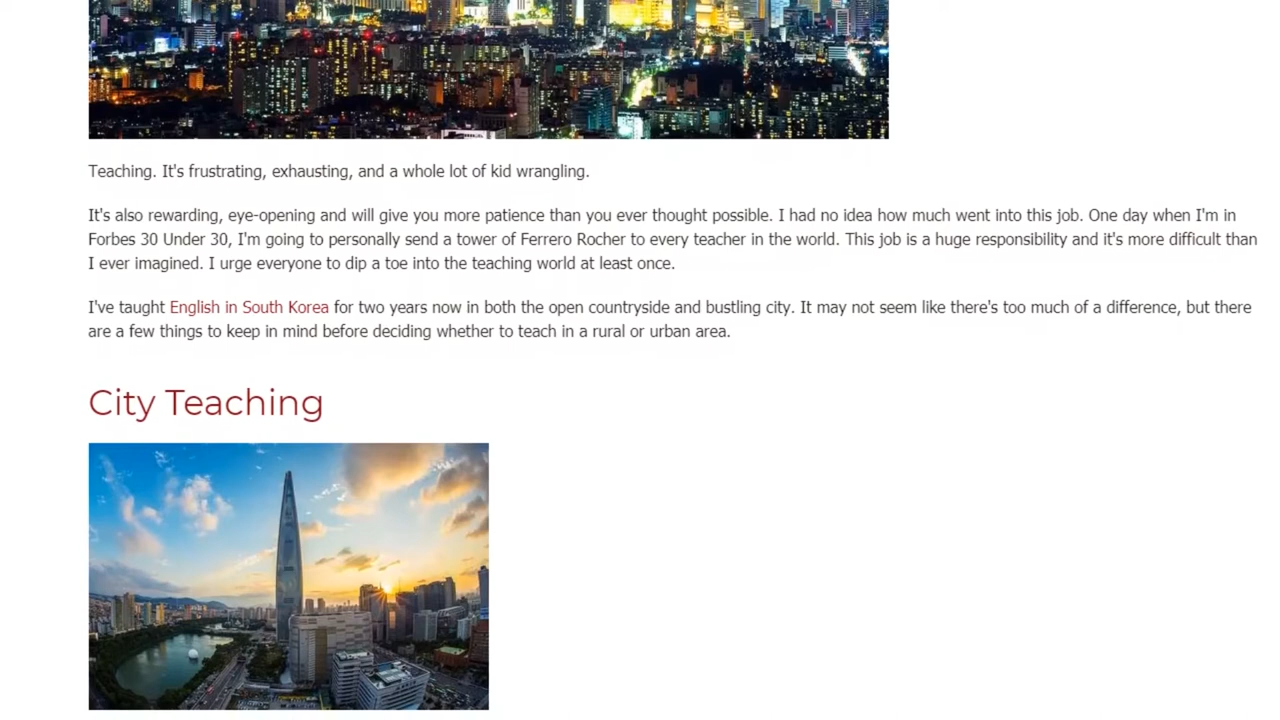 Teaching. It's frustrating, exhausting, and a whole lot of kid wrangling.
It's also rewarding, eye-opening and will give you more patience than you ever thought possible. I had no idea how much went into this job. One day when I'm in
Forbes 30 Under 30, I'm going to personally send a tower of Ferrero Rocher to every teacher in the world. This job is a huge responsibility and it's more difficult than
I ever imagined. I urge everyone to dip a toe into the teaching world at least once.
I've taught English in South Korea for two years now in both the open countryside and bustling city. It may not seem like there's too much of a difference, but there
are a few things to keep in mind before deciding whether to teach in a rural or urban area.
City Teaching